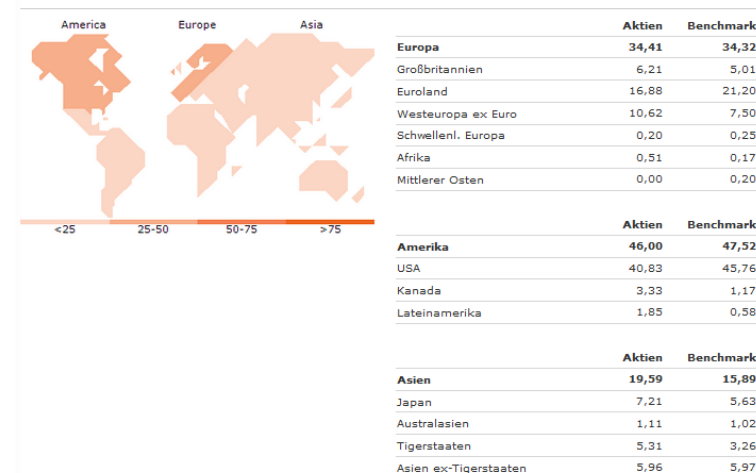 America Europe Asia
<25 25-50 50-75 >75
Aktien Benchmark
Europa 34,41 34,32
Großbritannien 6,21 5,01
Euroland 16,88 21,20
Westeuropa ex Euro 10,62 7,50
Schwellenl. Europa 0,20 0,25
Afrika 0,51 0,17
Mittlerer Osten 0,00 0,20
Aktien Benchmark
Amerika 46,00 47,52
USA 40,83 45,76
Kanada 3,33 1,17
Lateinamerika 1,85 0,58
Aktien Benchmark
Asien 19,59 15,89
Japan 7,21 5,63
Australasien 1,11 1,02
Tigerstaaten 5,31 3,26
Asien ex-Tigerstaaten 5,96 5,97